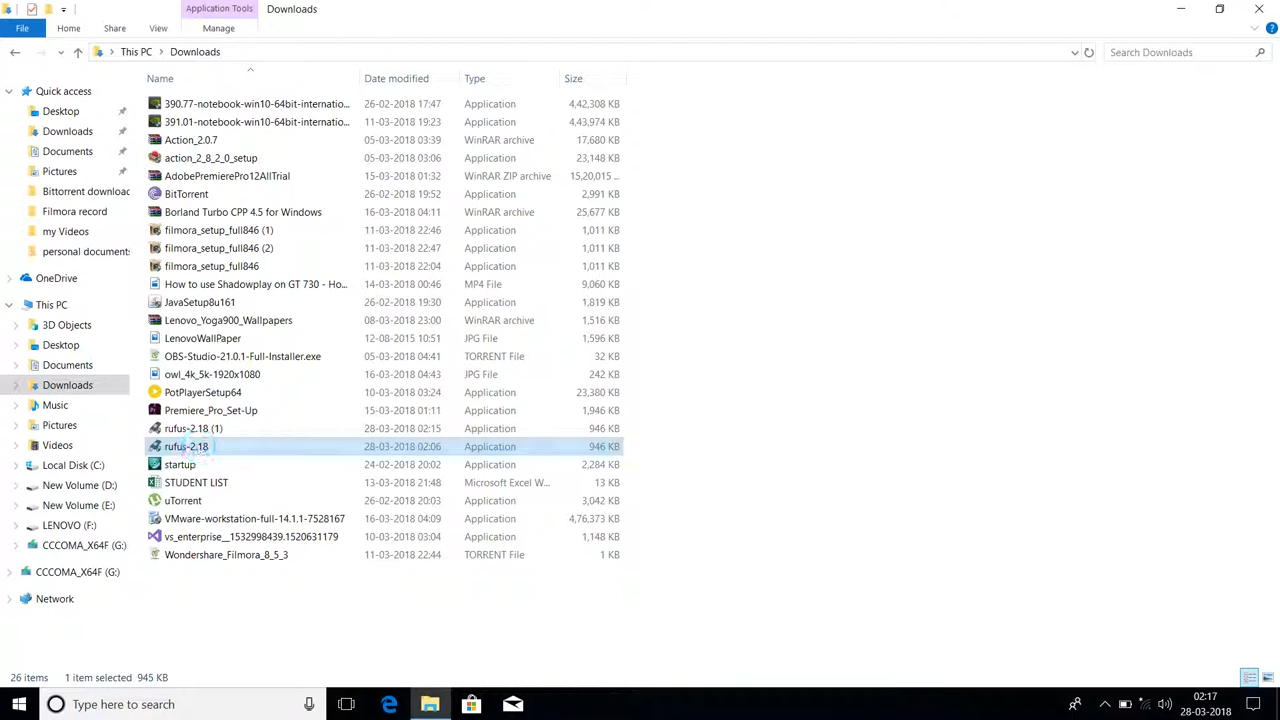 Application Tools
Downloads
File
Home
Share
View
Manage
This PC
Downloads
Search Downloads
Name
Date modified
Type
Size
Quick access
Desktop
Downloads
Documents
Pictures
Bittorrent downloac
Filmora record
my Videos
personal documents
OneDrive
This PC
3D Objects
Desktop
Documents
Downloads
Music
Pictures
Videos
Local Disk (C:)
New Volume (D:)
New Volume (E:)
LENOVO (F:)
CCCOMA_X64F (G:)
CCCOMA_X64F (G:)
Network
390.77-notebook-win10-64bit-internatio... 26-02-2018 17:47 Application 4,42,308 KB
391.01-notebook-win10-64bit-internatio... 11-03-2018 19:23 Application 4,43,974 KB
Action_2.0.7 05-03-2018 03:39 WinRAR archive 17,680 KB
action_2_8_2_0_setup 05-03-2018 03:06 Application 23,148 KB
AdobePremierePro12AllTrial 15-03-2018 01:32 WinRAR ZIP archive 15,20,015 ...
BitTorrent 26-02-2018 19:52 Application 2,991 KB
Borland Turbo CPP 4.5 for Windows 16-03-2018 04:11 WinRAR archive 25,677 KB
filmora_setup_full846 (1) 11-03-2018 22:46 Application 1,011 KB
filmora_setup_full846 (2) 11-03-2018 22:47 Application 1,011 KB
filmora_setup_full846 11-03-2018 22:04 Application 1,011 KB
How to use Shadowplay on GT 730 - Ho... 14-03-2018 00:46 MP4 File 9,060 KB
JavaSetup8u161 26-02-2018 19:30 Application 1,819 KB
Lenovo_Yoga900_Wallpapers 08-03-2018 23:00 WinRAR archive 1,516 KB
LenovoWallPaper 12-08-2015 10:51 JPG File 1,596 KB
OBS-Studio-21.0.1-Full-Installer.exe 05-03-2018 04:41 TORRENT File 32 KB
owl_4k_5k-1920x1080 16-03-2018 04:43 JPG File 242 KB
PotPlayerSetup64 10-03-2018 03:24 Application 23,380 KB
Premiere_Pro_Set-Up 15-03-2018 01:11 Application 1,946 KB
rufus-2.18 (1) 28-03-2018 02:15 Application 946 KB
rufus-2.18 28-03-2018 02:06 Application 946 KB
startup 24-02-2018 20:02 Application 2,284 KB
STUDENT LIST 13-03-2018 21:48 Microsoft Excel W... 13 KB
uTorrent 26-02-2018 20:03 Application 3,042 KB
VMware-workstation-full-14.1.1-7528167 16-03-2018 04:09 Application 4,76,373 KB
vs_enterprise__1532998439.1520631179 10-03-2018 03:04 Application 1,148 KB
Wondershare_Filmora_8_5_3 11-03-2018 22:44 TORRENT File 1 KB
26 items 1 item selected 945 KB
Type here to search
02:17
28-03-2018